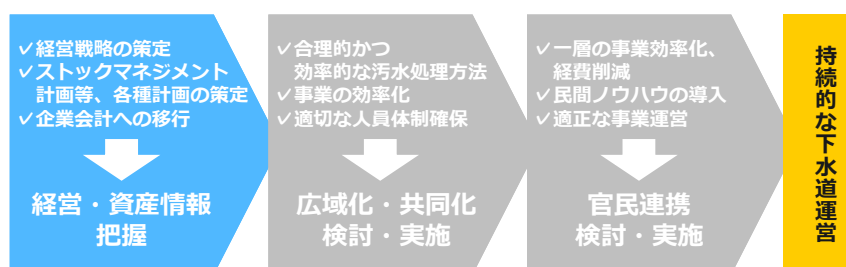 ✓経営戦略の策定
✓ストックマネジメント
計画等、各種計画の策定
✓企業会計への移行
経営・資産情報
把握
✓合理的かつ
効率的な汚水処理方法
✓事業の効率化
✓適切な人員体制確保
広域化・共同化
検討・実施
✓一層の事業効率化、
経費削減
✓民間ノウハウの導入
✓適正な事業運営
官民連携
検討・実施
持続的な下水道運営